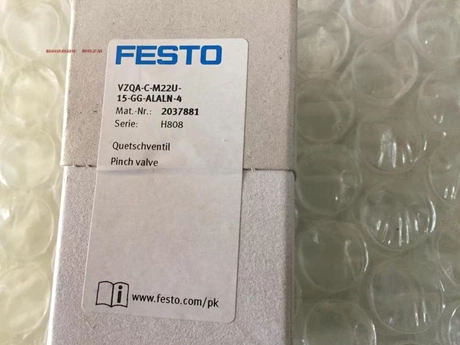 FESTO
VZQA-C-M22U-
15-GG-ALALN-4
Mat.-Nr.: 2037881
Serie: H808
Quetschventil
Pinch valve
www.festo.com/pk